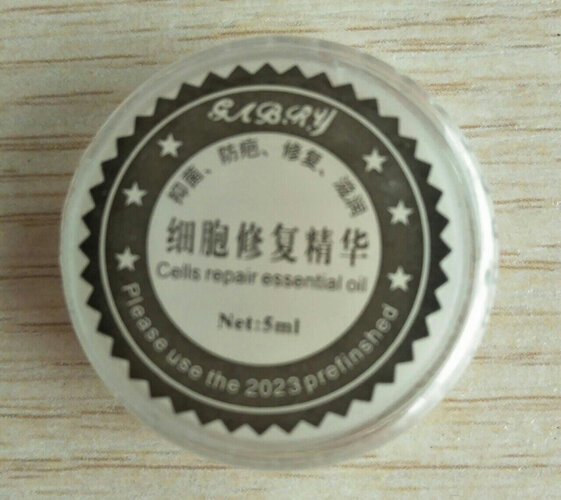 GABRY
抑菌、防疤、修复、滋润
细胞修复精华
Cells repair essential oil
Net:5ml
Please use the 2023 prefinshed